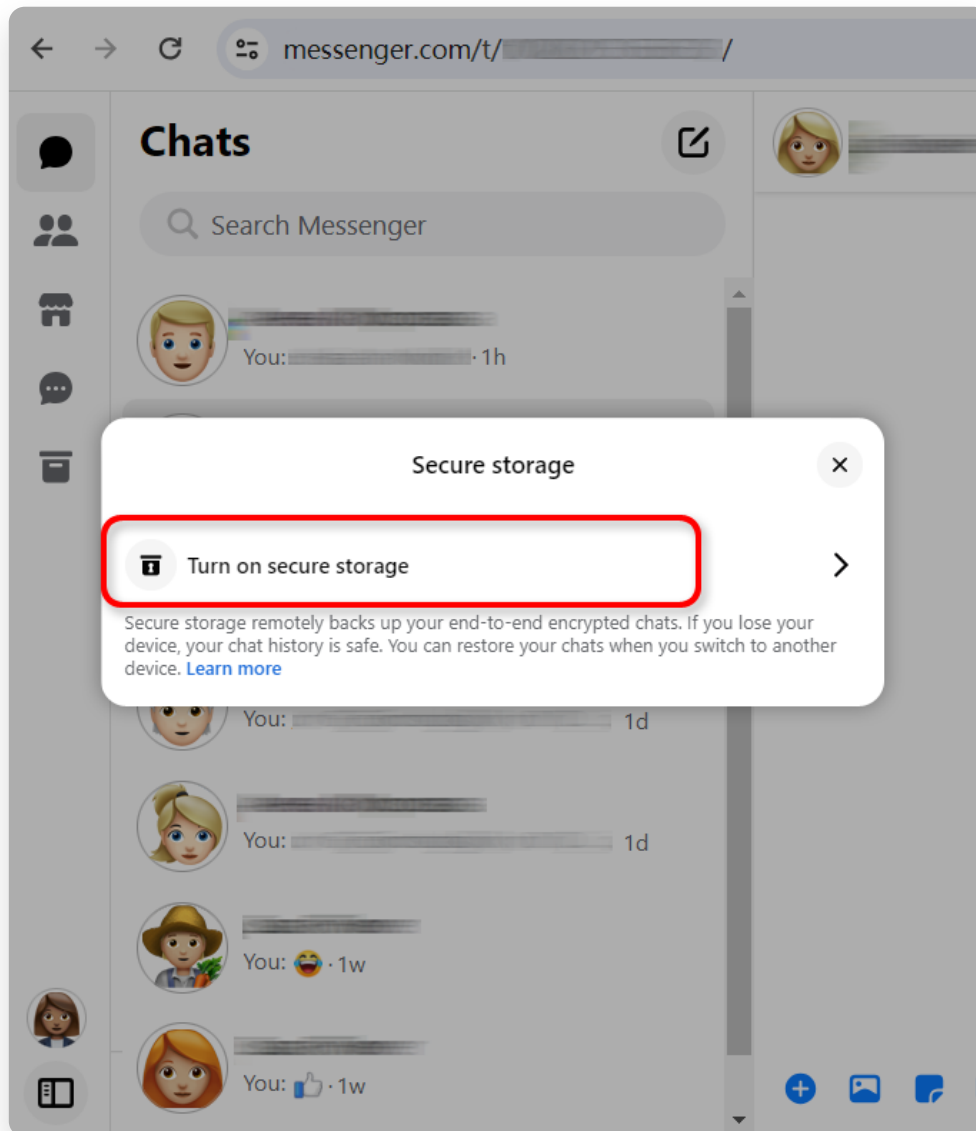 messenger.com/t/ /
Chats
Search Messenger
You: · 1h
Secure storage
Turn on secure storage
Secure storage remotely backs up your end-to-end encrypted chats. If you lose your
device, your chat history is safe. You can restore your chats when you switch to another
device. Learn more
You: 1d
You: 1d
You: 😂 · 1w
You: 👍 · 1w